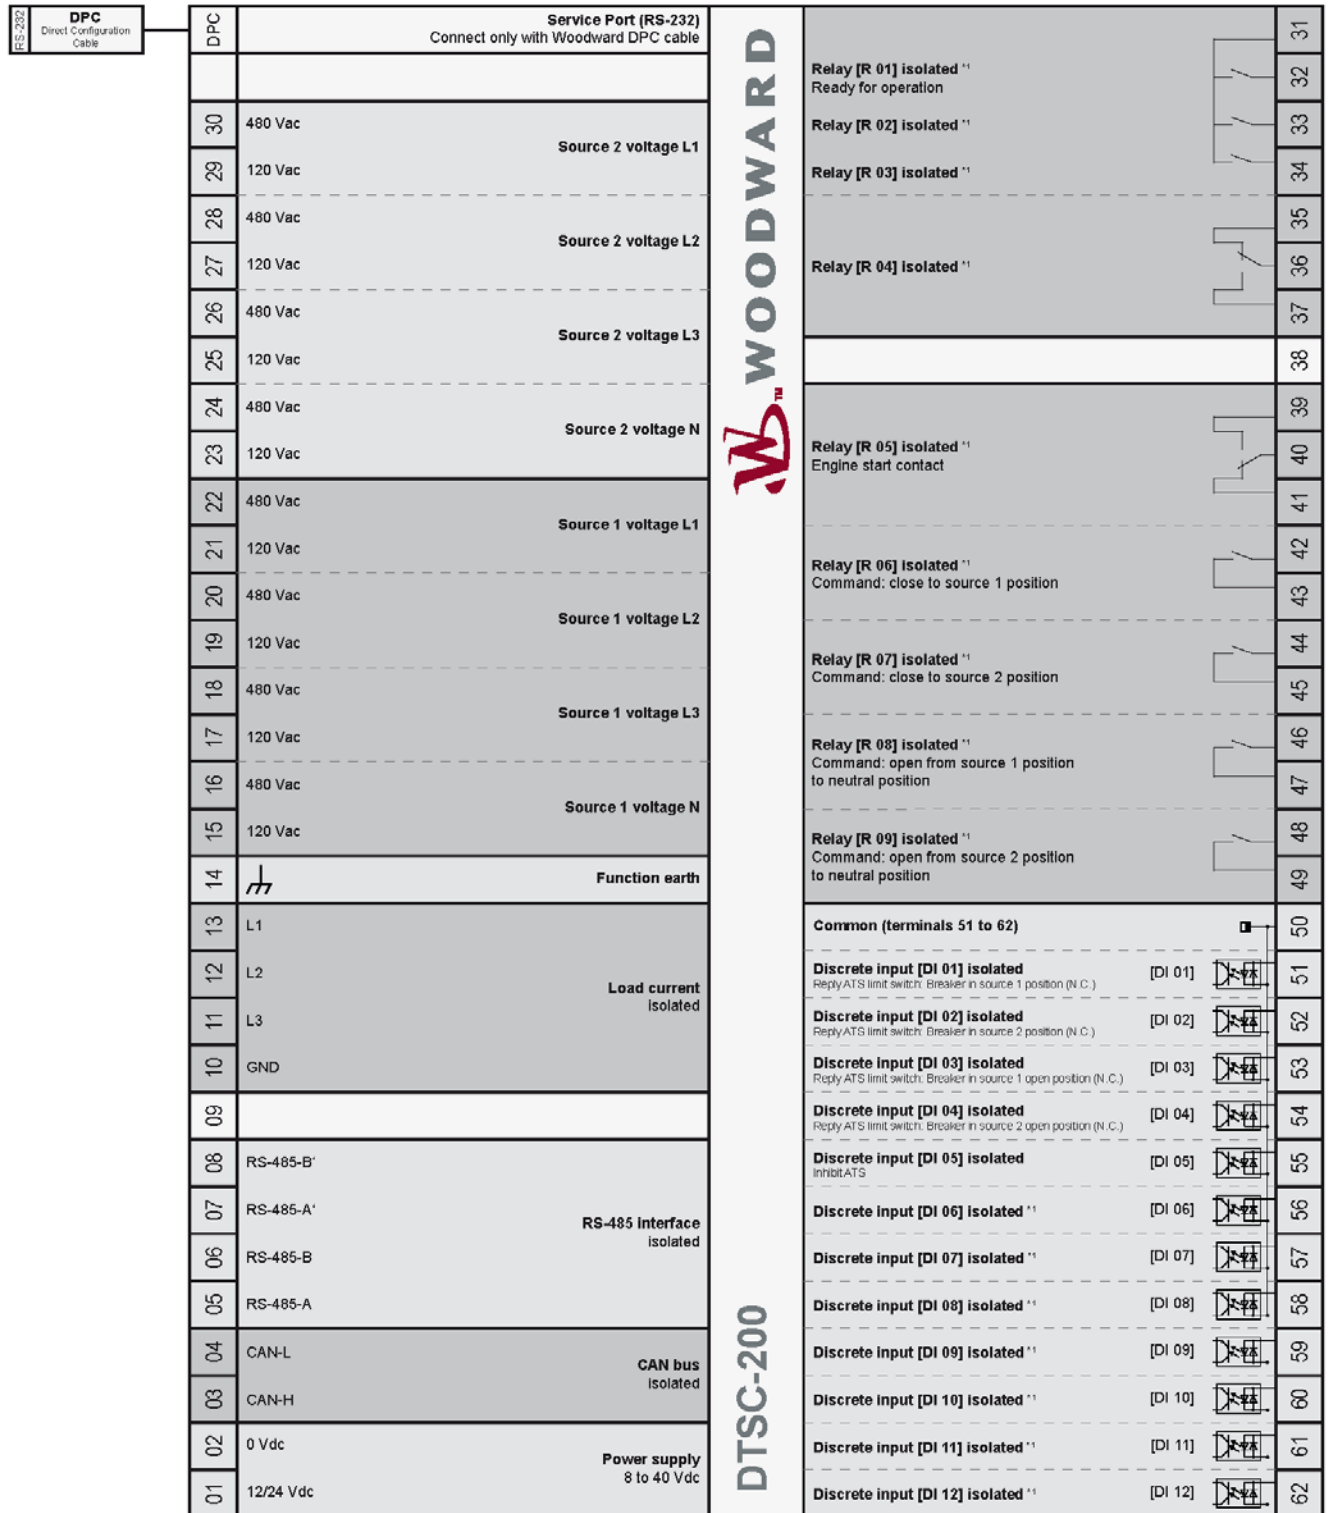 RS-232
DPC
Direct Configuration
Cable
DPC
Service Port (RS-232)
Connect only with Woodward DPC cable
30 480 Vac
Source 2 voltage L1
29 120 Vac
28 480 Vac
Source 2 voltage L2
27 120 Vac
26 480 Vac
Source 2 voltage L3
25 120 Vac
24 480 Vac
Source 2 voltage N
23 120 Vac
22 480 Vac
Source 1 voltage L1
21 120 Vac
20 480 Vac
Source 1 voltage L2
19 120 Vac
18 480 Vac
Source 1 voltage L3
17 120 Vac
16 480 Vac
Source 1 voltage N
15 120 Vac
14 Function earth
13 L1
12 L2
Load current
isolated
11 L3
10 GND
09
08 RS-485-B'
07 RS-485-A'
RS-485 interface
isolated
06 RS-485-B
05 RS-485-A
04 CAN-L
CAN bus
isolated
03 CAN-H
02 0 Vdc
Power supply
8 to 40 Vdc
01 12/24 Vdc
WOODWARD
W TM
DTSC-200
31
Relay [R 01] isolated *1 32
Ready for operation
Relay [R 02] isolated *1 33
Relay [R 03] isolated *1 34
35
Relay [R 04] isolated *1 36
37
38
39
Relay [R 05] isolated *1 40
Engine start contact
41
42
Relay [R 06] isolated *1
Command: close to source 1 position
43
44
Relay [R 07] isolated *1
Command: close to source 2 position
45
46
Relay [R 08] isolated *1
Command: open from source 1 position
to neutral position 47
48
Relay [R 09] isolated *1
Command: open from source 2 position
to neutral position 49
Common (terminals 51 to 62) 50
Discrete input [DI 01] isolated [DI 01] 51
Reply ATS limit switch: Breaker in source 1 position (N.C.)
Discrete input [DI 02] isolated [DI 02] 52
Reply ATS limit switch: Breaker in source 2 position (N.C.)
Discrete input [DI 03] isolated [DI 03] 53
Reply ATS limit switch: Breaker in source 1 open position (N.C.)
Discrete input [DI 04] isolated [DI 04] 54
Reply ATS limit switch: Breaker in source 2 open position (N.C.)
Discrete input [DI 05] isolated [DI 05] 55
Inhibit ATS
Discrete input [DI 06] isolated *1 [DI 06] 56
Discrete input [DI 07] isolated *1 [DI 07] 57
Discrete input [DI 08] isolated *1 [DI 08] 58
Discrete input [DI 09] isolated *1 [DI 09] 59
Discrete input [DI 10] isolated *1 [DI 10] 60
Discrete input [DI 11] isolated *1 [DI 11] 61
Discrete input [DI 12] isolated *1 [DI 12] 62